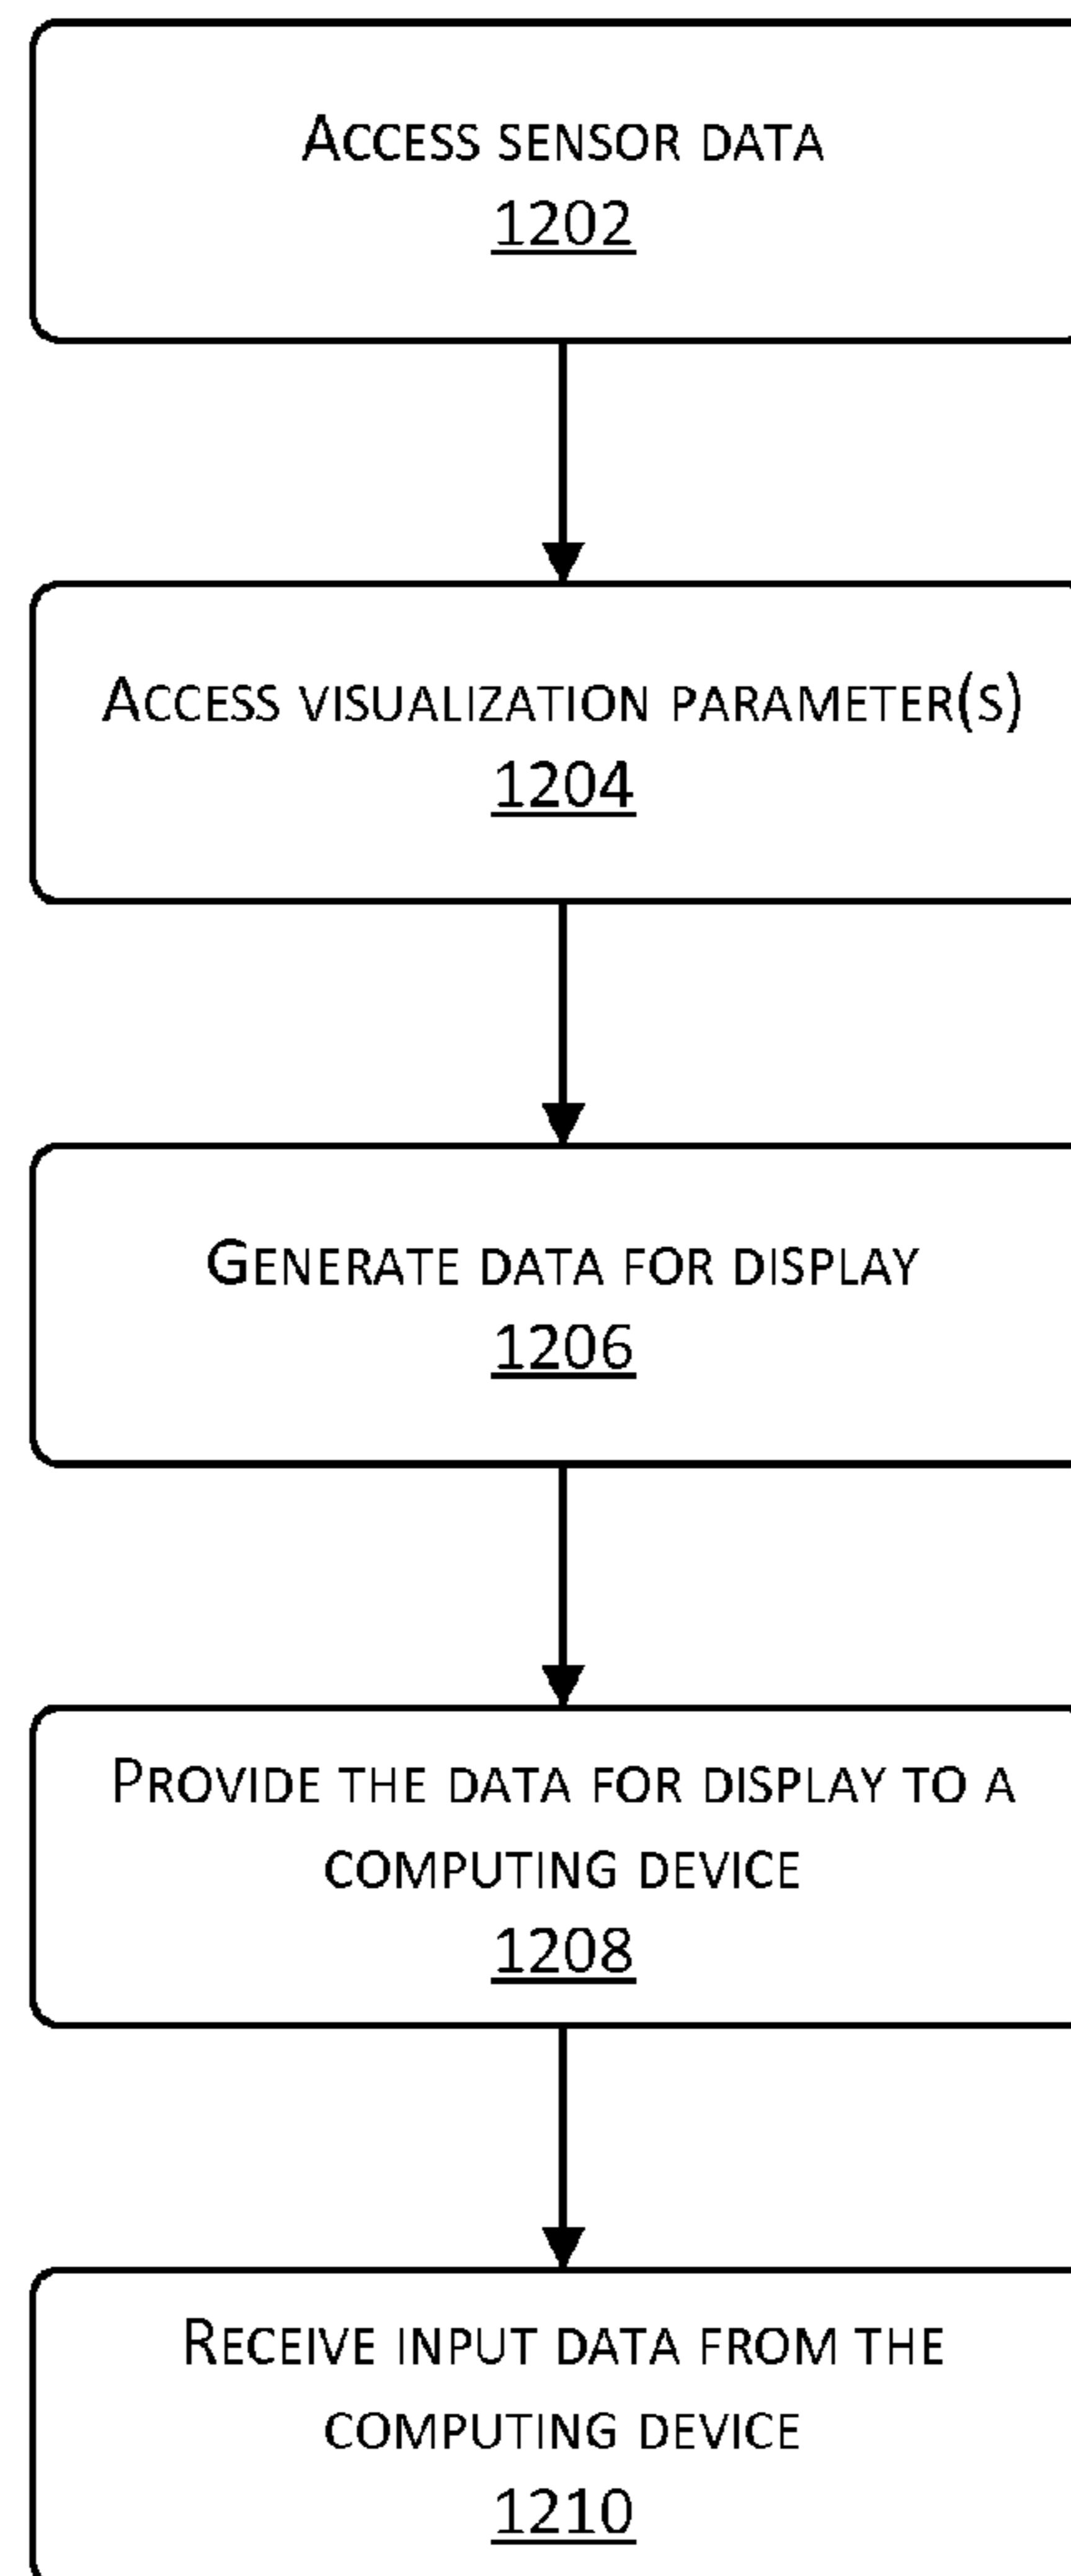 Access sensor data
1202
Access visualization parameter(s)
1204
Generate data for display
1206
Provide the data for display to a
computing device
1208
Receive input data from the
computing device
1210